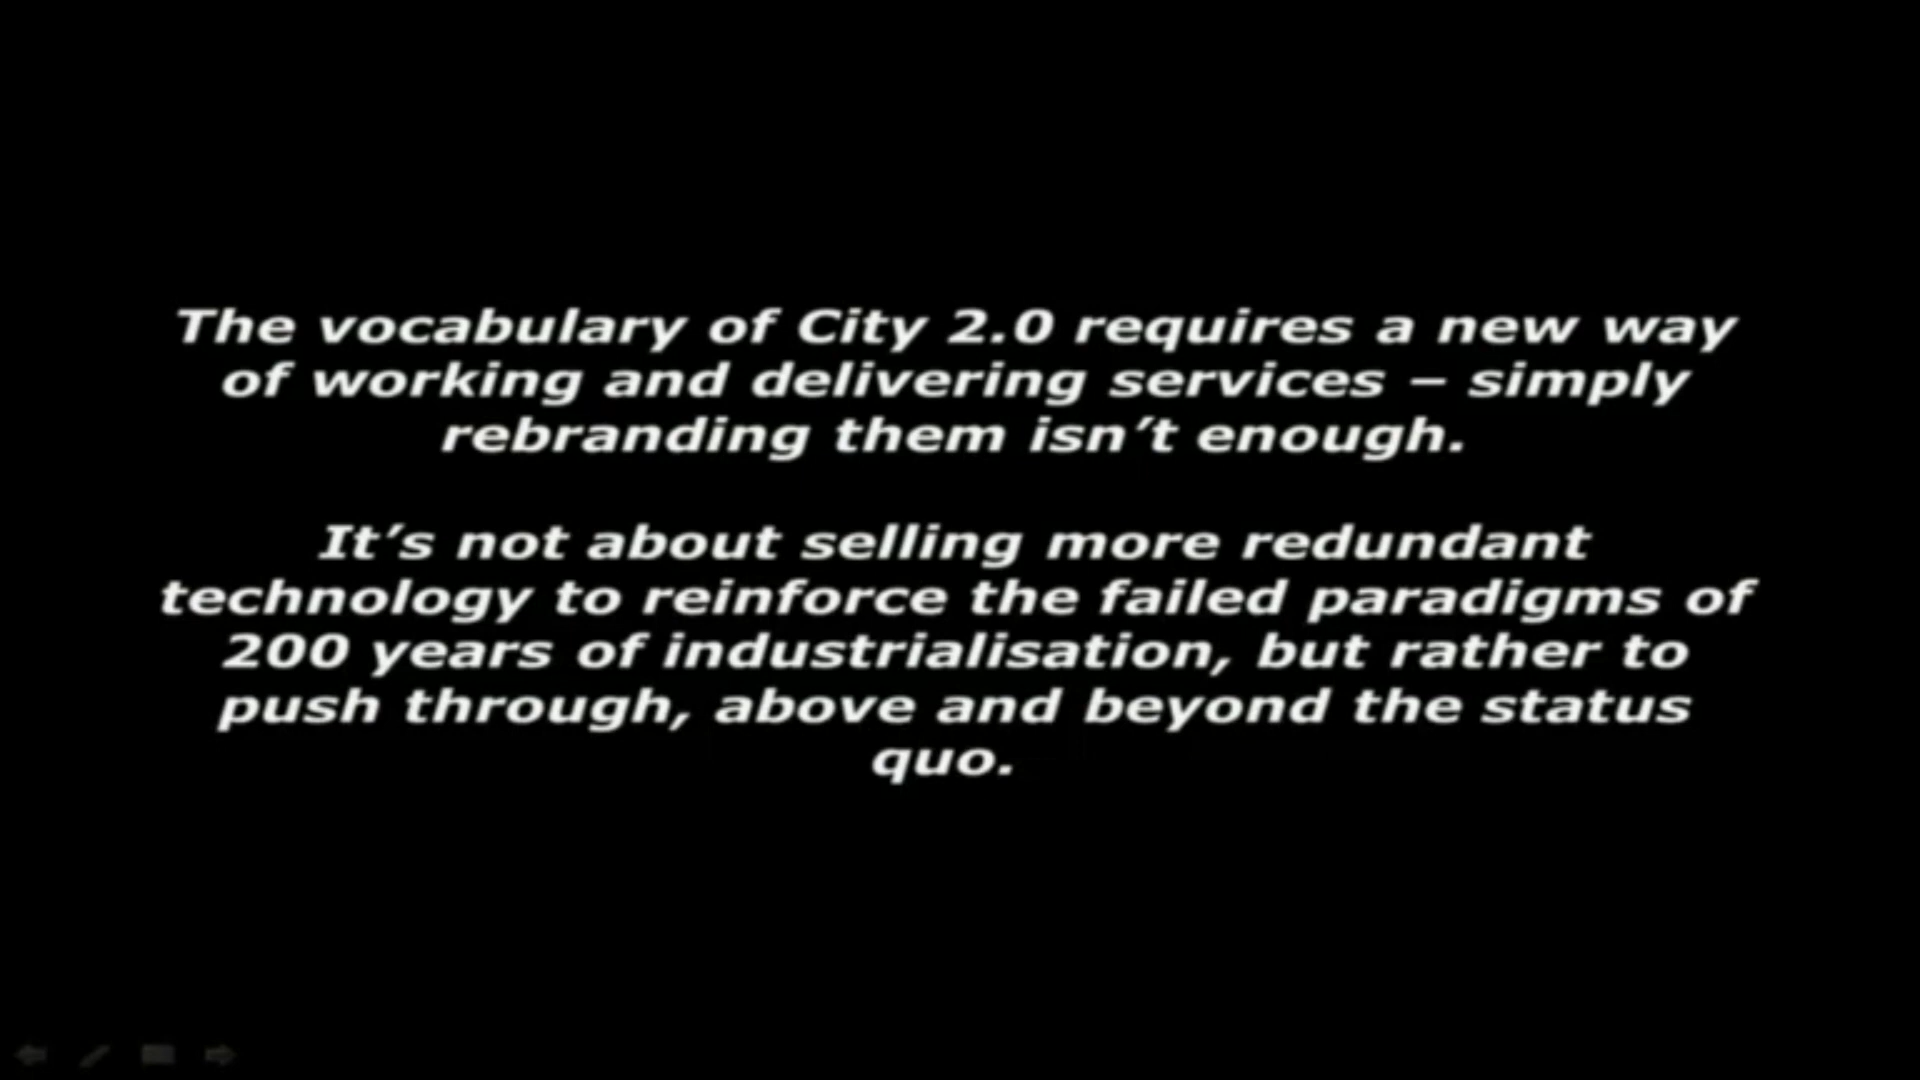 The vocabulary of City 2.0 requires a new way
of working and delivering services – simply
rebranding them isn’t enough.
It’s not about selling more redundant
technology to reinforce the failed paradigms of
200 years of industrialisation, but rather to
push through, above and beyond the status
quo.